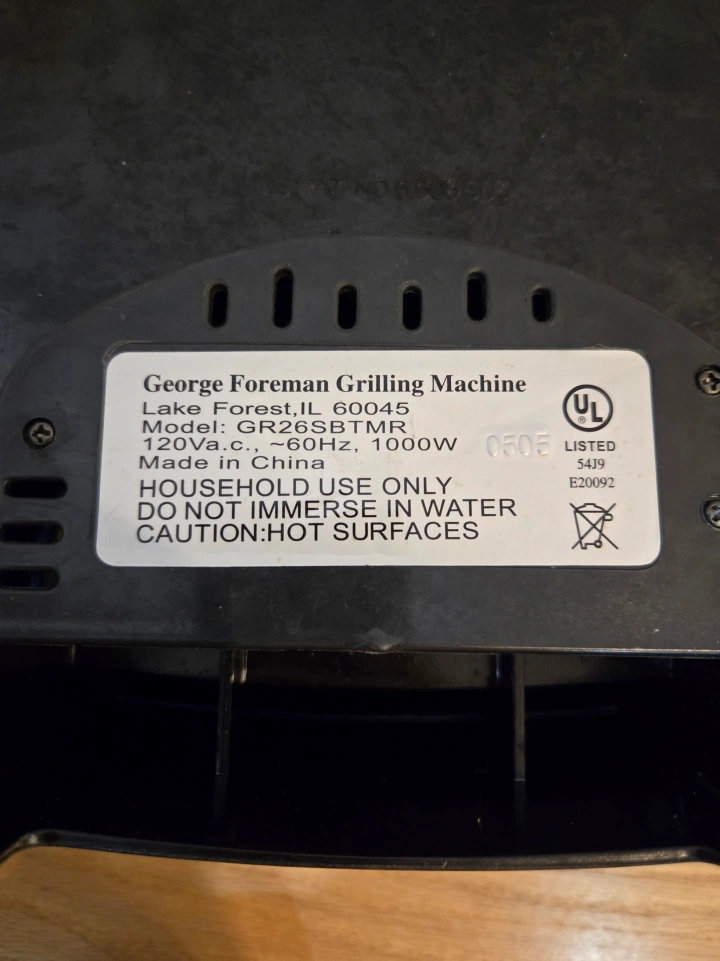 George Foreman Grilling Machine
Lake Forest,IL 60045
Model: GR26SBTMR
120Va.c., ~60Hz, 1000W
0505
Made in China
HOUSEHOLD USE ONLY
DO NOT IMMERSE IN WATER
CAUTION:HOT SURFACES
UL
LISTED
54J9
E20092